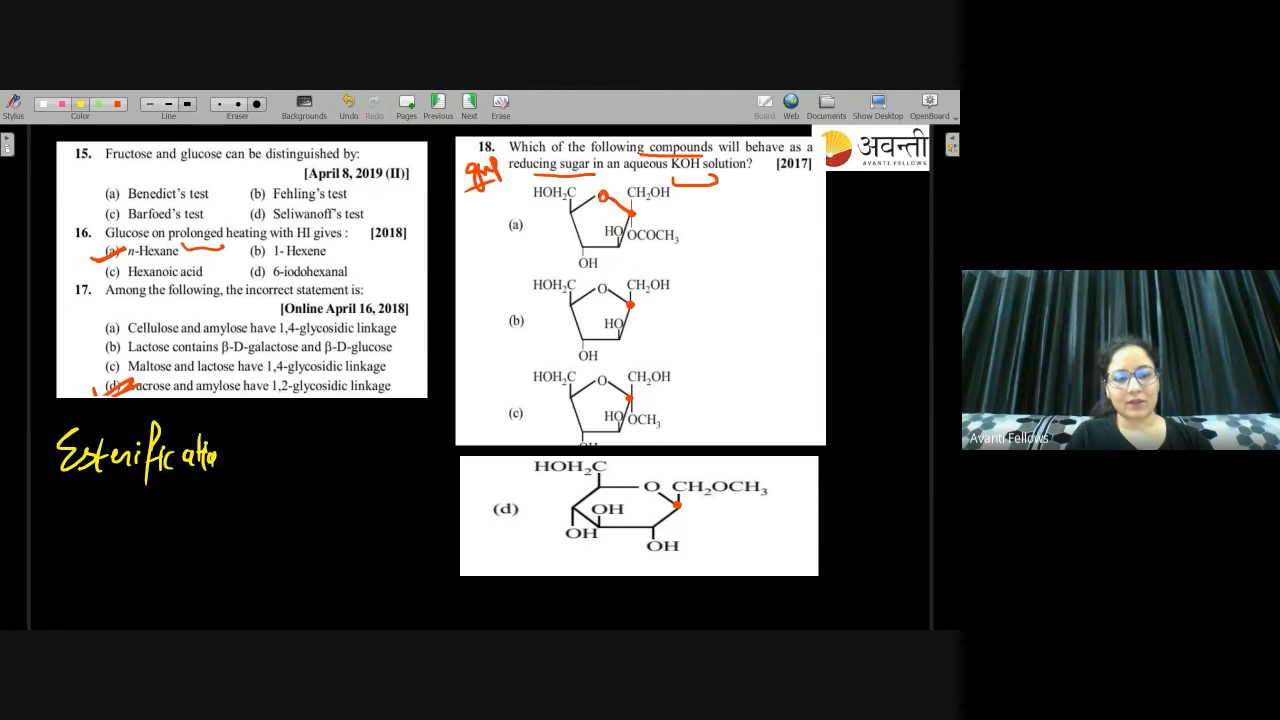 Stylus
Color
Line
Eraser
Backgrounds
Undo
Redo
Pages
Previous
Next
Erase
Board
Web
Documents
Show Desktop
OpenBoard
15. Fructose and glucose can be distinguished by:
[April 8, 2019 (II)]
(a) Benedict's test (b) Fehling's test
(c) Barfoed's test (d) Seliwanoff's test
16. Glucose on prolonged heating with HI gives : [2018]
(a) n-Hexane (b) 1- Hexene
(c) Hexanoic acid (d) 6-iodohexanal
17. Among the following, the incorrect statement is:
[Online April 16, 2018]
(a) Cellulose and amylose have 1,4-glycosidic linkage
(b) Lactose contains β-D-galactose and β-D-glucose
(c) Maltose and lactose have 1,4-glycosidic linkage
(d) Sucrose and amylose have 1,2-glycosidic linkage
Esterification
18. Which of the following compounds will behave as a
reducing sugar in an aqueous KOH solution? [2017]
HOH₂C O CH₂OH
(a) HO OCOCH₃
OH
HOH₂C O CH₂OH
(b) HO
OH
HOH₂C O CH₂OH
(c) HO OCH₃
HOH₂C
O CH₂OCH₃
(d) OH
OH
OH
अवन्ती
AVANTI FELLOWS
Avanti Fellows